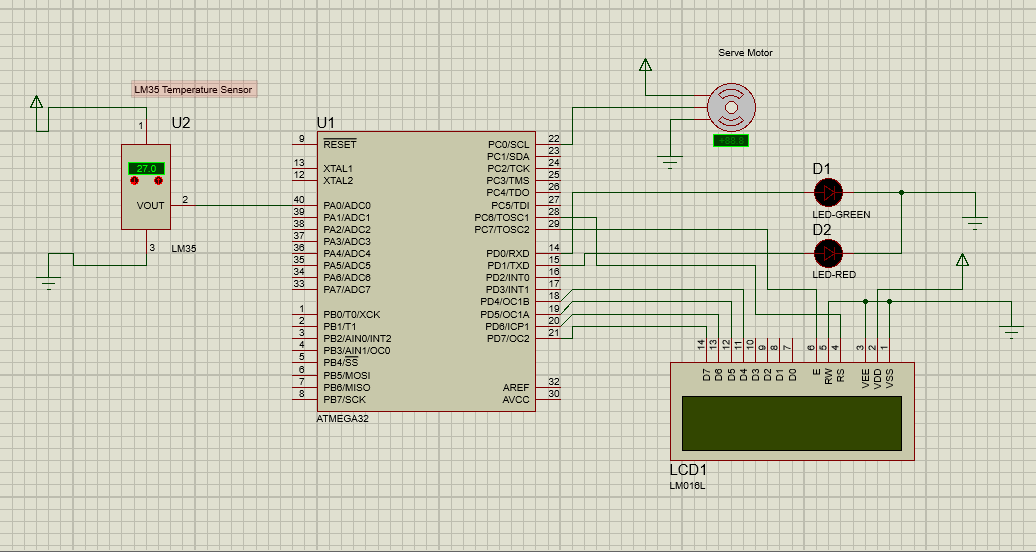 Serve Motor
LM35 Temperature Sensor
U2
1
27.0
VOUT
2
3
LM35
U1
9 RESET
13 XTAL1
12 XTAL2
40 PA0/ADC0
39 PA1/ADC1
38 PA2/ADC2
37 PA3/ADC3
36 PA4/ADC4
35 PA5/ADC5
34 PA6/ADC6
33 PA7/ADC7
1 PB0/T0/XCK
2 PB1/T1
3 PB2/AIN0/INT2
4 PB3/AIN1/OC0
5 PB4/SS
6 PB5/MOSI
7 PB6/MISO
8 PB7/SCK
PC0/SCL 22
PC1/SDA 23
PC2/TCK 24
PC3/TMS 25
PC4/TDO 26
PC5/TDI 27
PC6/TOSC1 28
PC7/TOSC2 29
PD0/RXD 14
PD1/TXD 15
PD2/INT0 16
PD3/INT1 17
PD4/OC1B 18
PD5/OC1A 19
PD6/ICP1 20
PD7/OC2 21
AREF 32
AVCC 30
ATMEGA32
D1
LED-GREEN
D2
LED-RED
14 13 12 11 10 9 8 7 6 5 4 3 2 1
D7 D6 D5 D4 D3 D2 D1 D0 E RW RS VEE VDD VSS
LCD1
LM016L